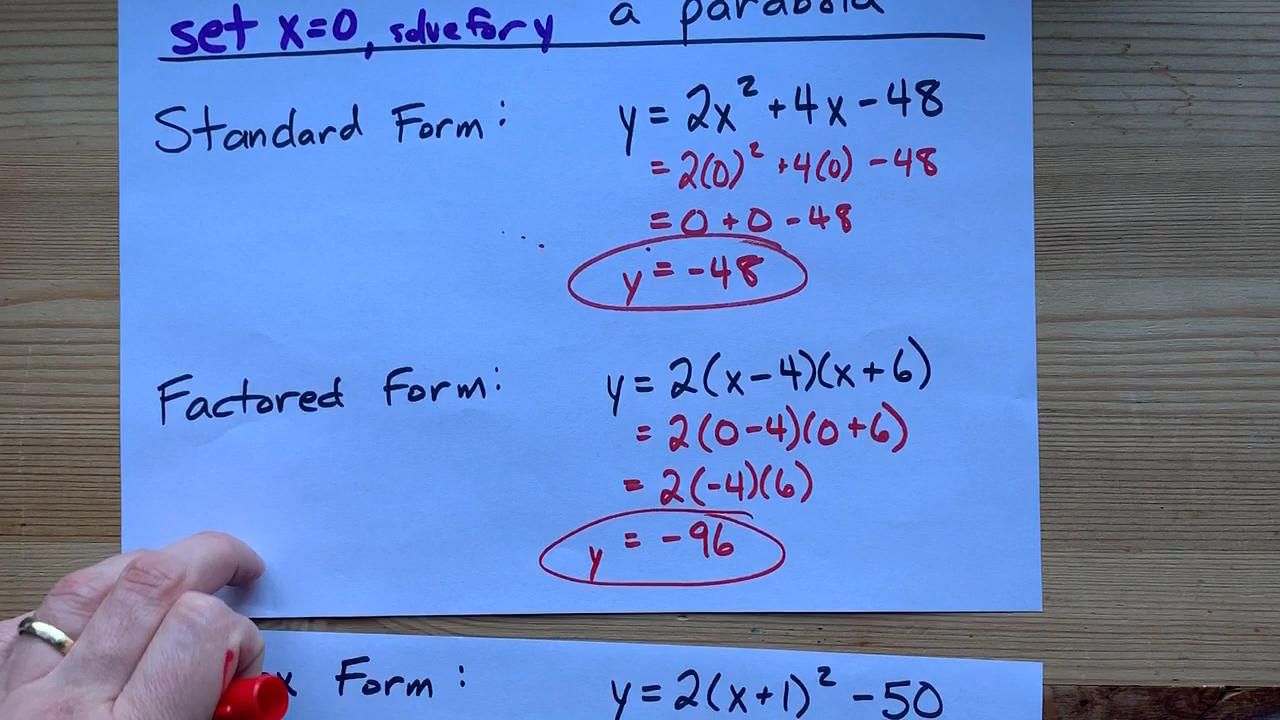 set x=0, solve for y a parabola
Standard Form: y = 2x² + 4x - 48
= 2(0)² + 4(0) - 48
= 0 + 0 - 48
y = -48
Factored Form: y = 2(x-4)(x+6)
= 2(0-4)(0+6)
= 2(-4)(6)
y = -96
x Form: y = 2(x+1)² - 50